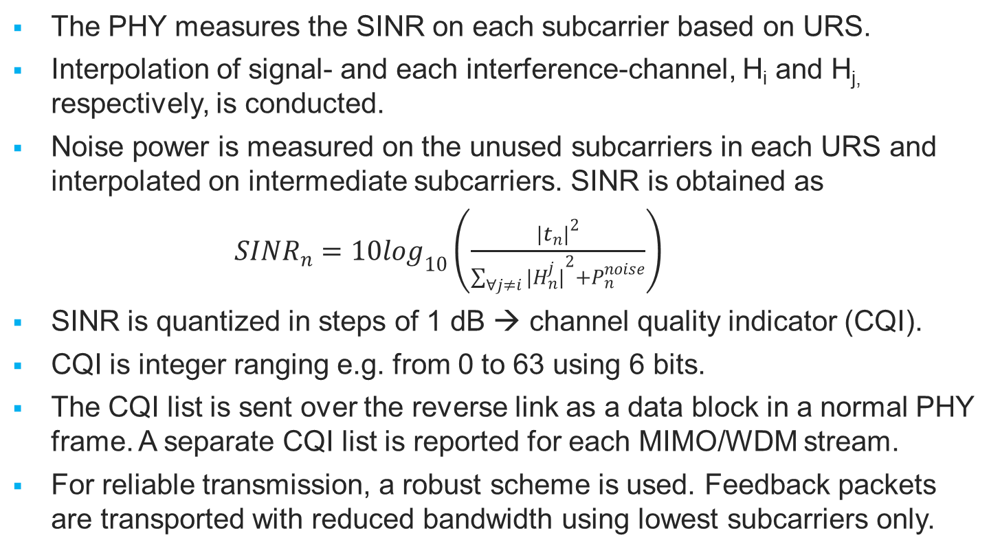 ▪ The PHY measures the SINR on each subcarrier based on URS.
▪ Interpolation of signal- and each interference-channel, Hᵢ and Hⱼ,
respectively, is conducted.
▪ Noise power is measured on the unused subcarriers in each URS and
interpolated on intermediate subcarriers. SINR is obtained as
$SINR_n = 10log_{10}\left(\frac{|t_n|^2}{\sum_{\forall j \neq i}|H_n^j|^2 + P_n^{noise}}\right)$
▪ SINR is quantized in steps of 1 dB → channel quality indicator (CQI).
▪ CQI is integer ranging e.g. from 0 to 63 using 6 bits.
▪ The CQI list is sent over the reverse link as a data block in a normal PHY
frame. A separate CQI list is reported for each MIMO/WDM stream.
▪ For reliable transmission, a robust scheme is used. Feedback packets
are transported with reduced bandwidth using lowest subcarriers only.